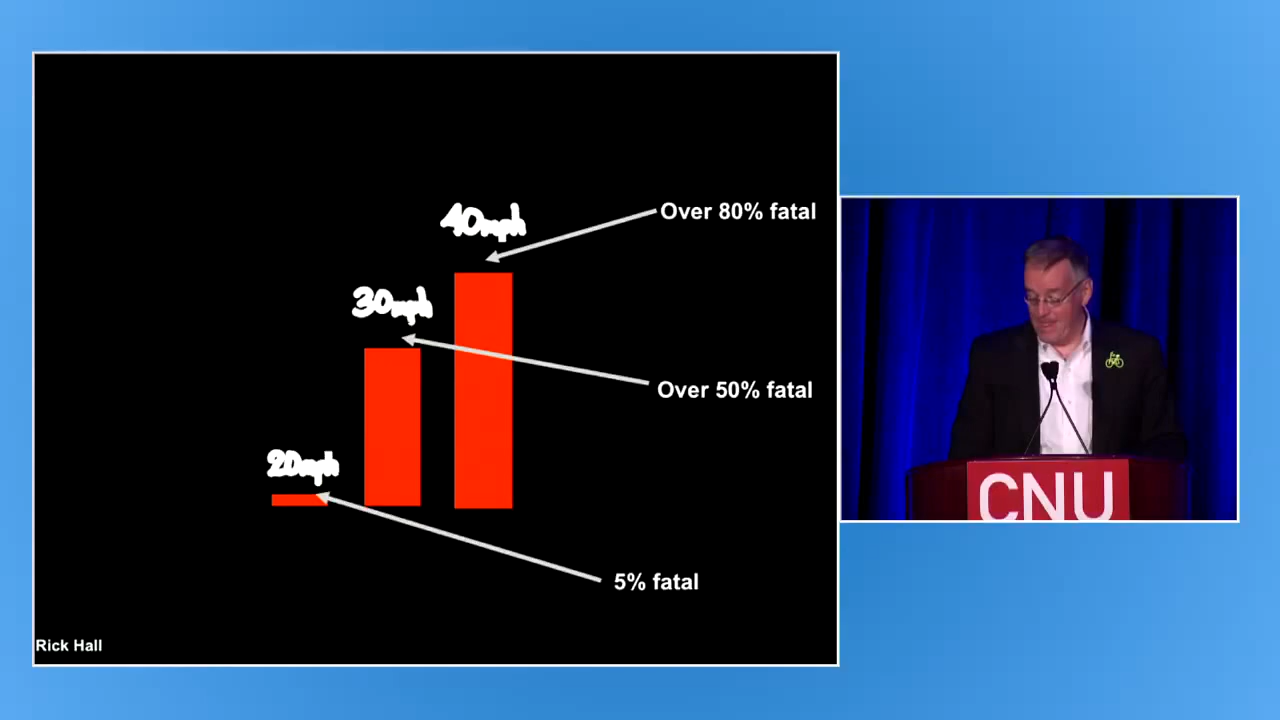 40mph
Over 80% fatal
30mph
Over 50% fatal
20mph
5% fatal
Rick Hall
CNU